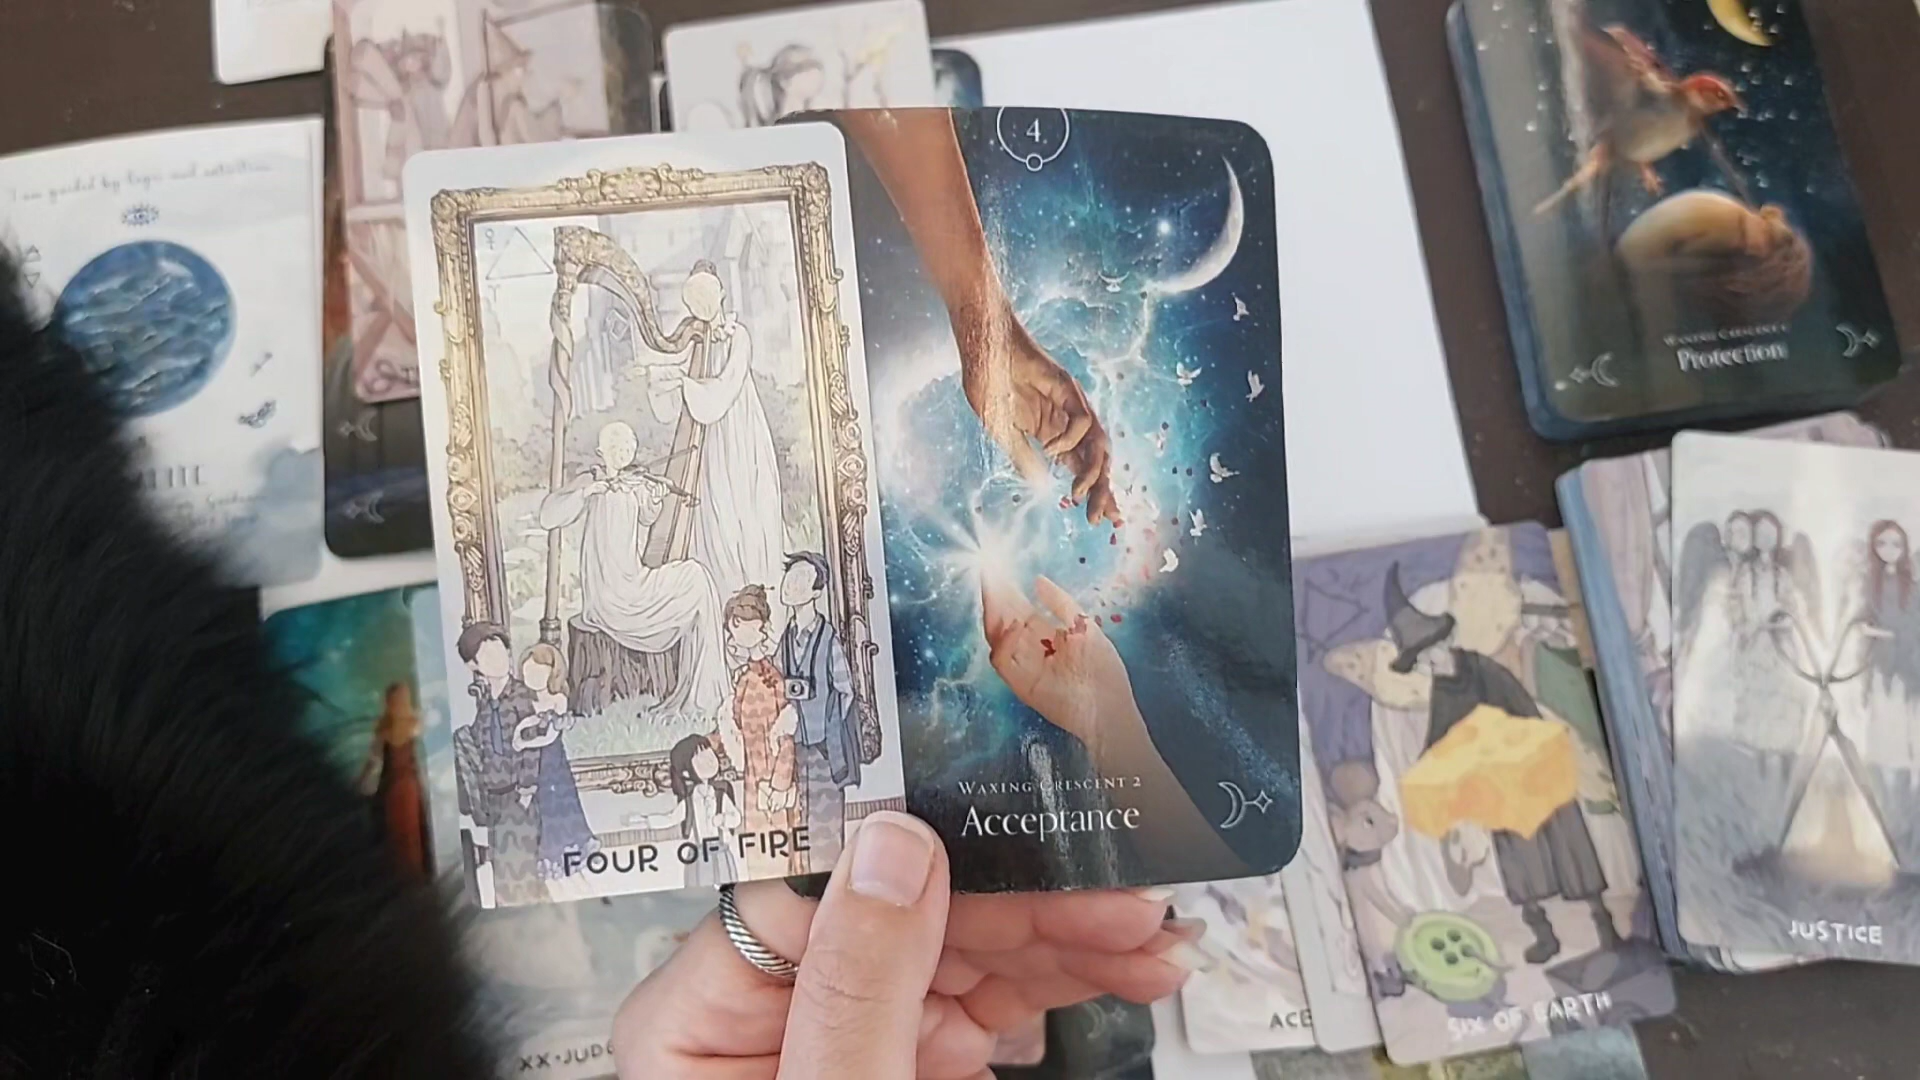 I am guided by logic and intuition
4
WAXING CRESCENT 2
Acceptance
FOUR OF FIRE
WAXING CRESCENT 4
Protection
JUSTICE
SIX OF EARTH
ACE
XX·JUDG